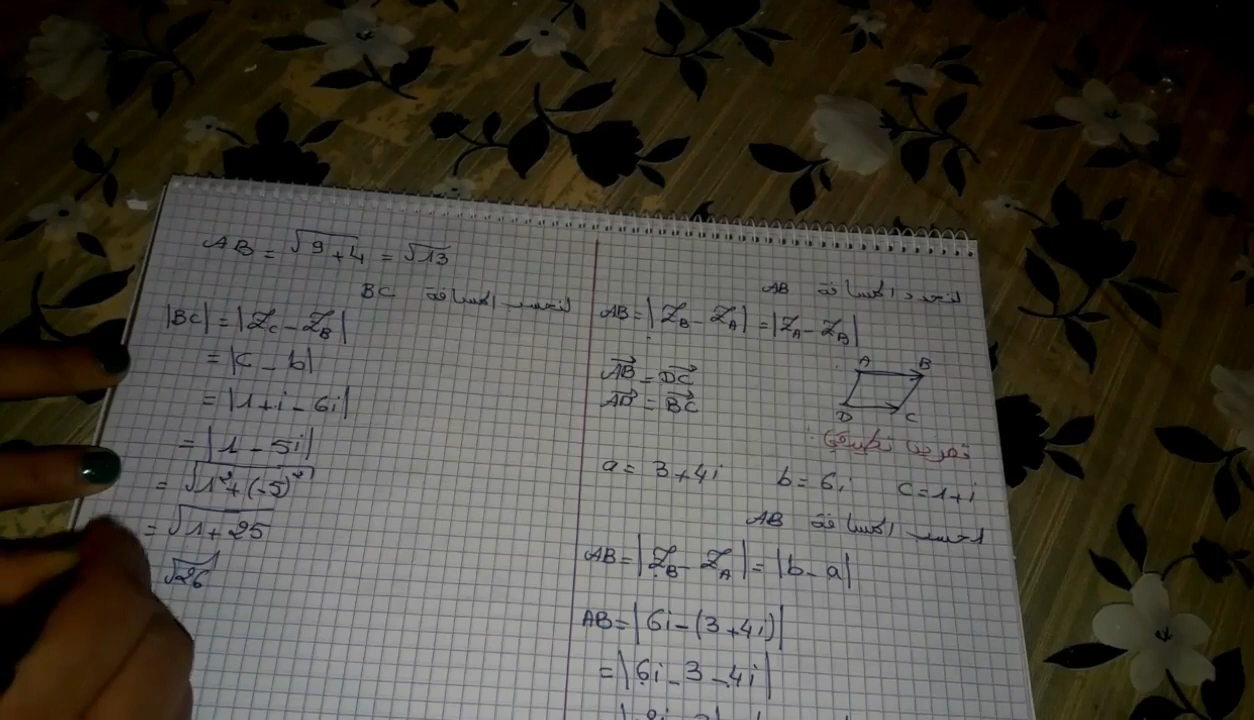 لنحسب المسافة AB
AB = |Z_B - Z_A| = |Z_A - Z_B|
A B
AB = DC
AD = BC
D C
تمرين تطبيقي :
a = 3+4i b = 6i c = 1+i
احسب المسافة AB
AB = |Z_B - Z_A| = |b - a|
AB = |6i - (3+4i)|
= |6i - 3 - 4i|
AB = √9+4 = √13
لنحسب المسافة BC
|BC| = |Z_C - Z_B|
= |c - b|
= |1+i - 6i|
= |1 - 5i|
= √1²+(-5)²
= √1+25
√26